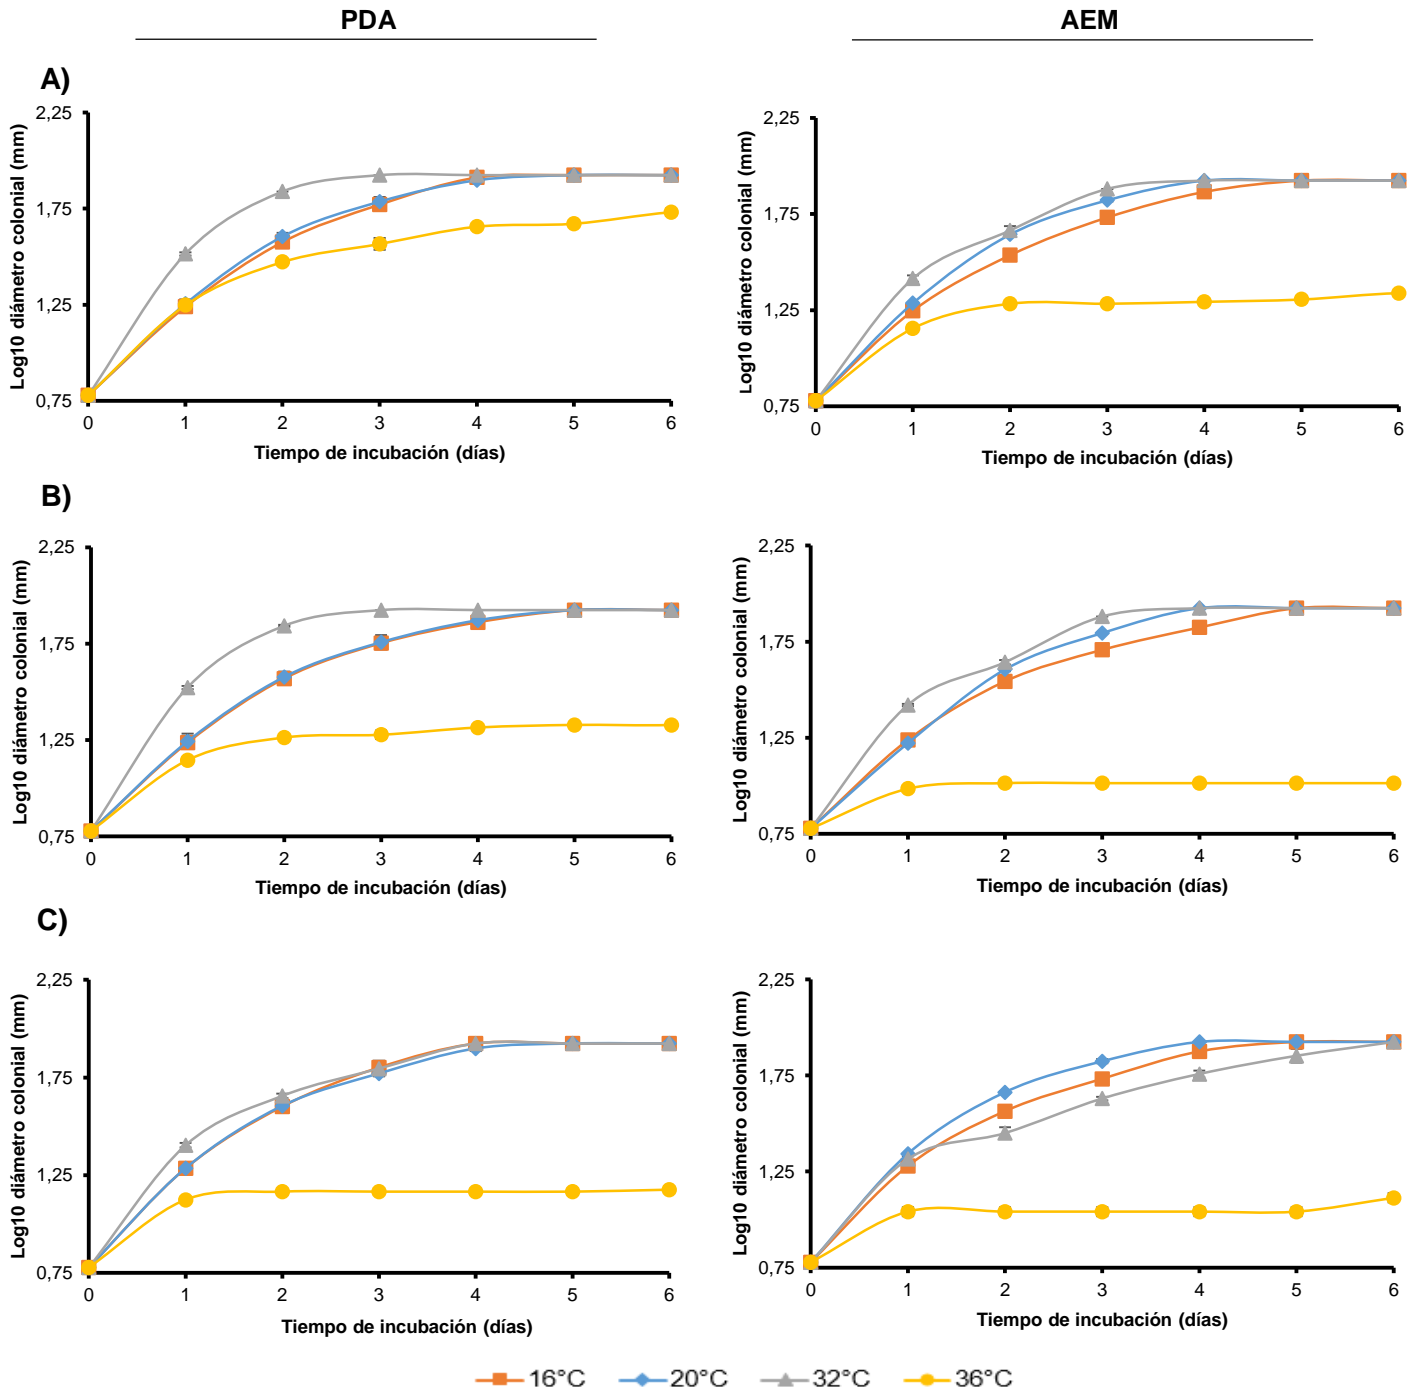 PDA
AEM
A)
Log10 diámetro colonial (mm)
2,25
1,75
1,25
0,75
0 1 2 3 4 5 6
Tiempo de incubación (días)
Log10 diámetro colonial (mm)
2,25
1,75
1,25
0,75
0 1 2 3 4 5 6
Tiempo de incubación (días)
B)
Log10 diámetro colonial (mm)
2,25
1,75
1,25
0,75
0 1 2 3 4 5 6
Tiempo de incubación (días)
Log10 diámetro colonial (mm)
2,25
1,75
1,25
0,75
0 1 2 3 4 5 6
Tiempo de incubación (días)
C)
Log10 diámetro colonial (mm)
2,25
1,75
1,25
0,75
0 1 2 3 4 5 6
Tiempo de incubación (días)
Log10 diámetro colonial (mm)
2,25
1,75
1,25
0,75
0 1 2 3 4 5 6
Tiempo de incubación (días)
16°C 20°C 32°C 36°C